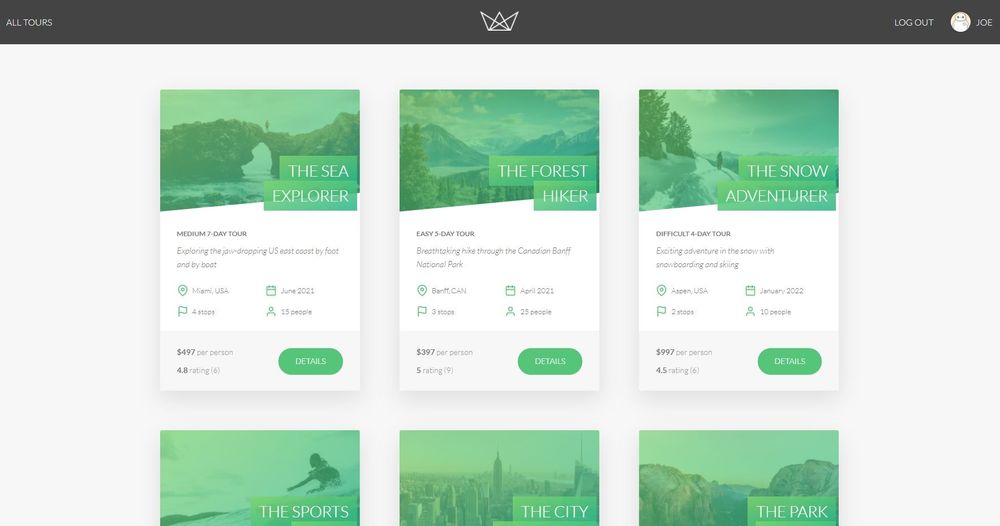 ALL TOURS
LOG OUT
JOE
THE SEA
EXPLORER
MEDIUM 7-DAY TOUR
Exploring the jaw-dropping US east coast by foot
and by boat
Miami, USA
June 2021
4 stops
15 people
$497 per person
4.8 rating (6)
DETAILS
THE FOREST
HIKER
EASY 5-DAY TOUR
Breathtaking hike through the Canadian Banff
National Park
Banff, CAN
April 2021
3 stops
25 people
$397 per person
5 rating (9)
DETAILS
THE SNOW
ADVENTURER
DIFFICULT 4-DAY TOUR
Exciting adventure in the snow with
snowboarding and skiing
Aspen, USA
January 2022
2 stops
10 people
$997 per person
4.5 rating (6)
DETAILS
THE SPORTS
THE CITY
THE PARK